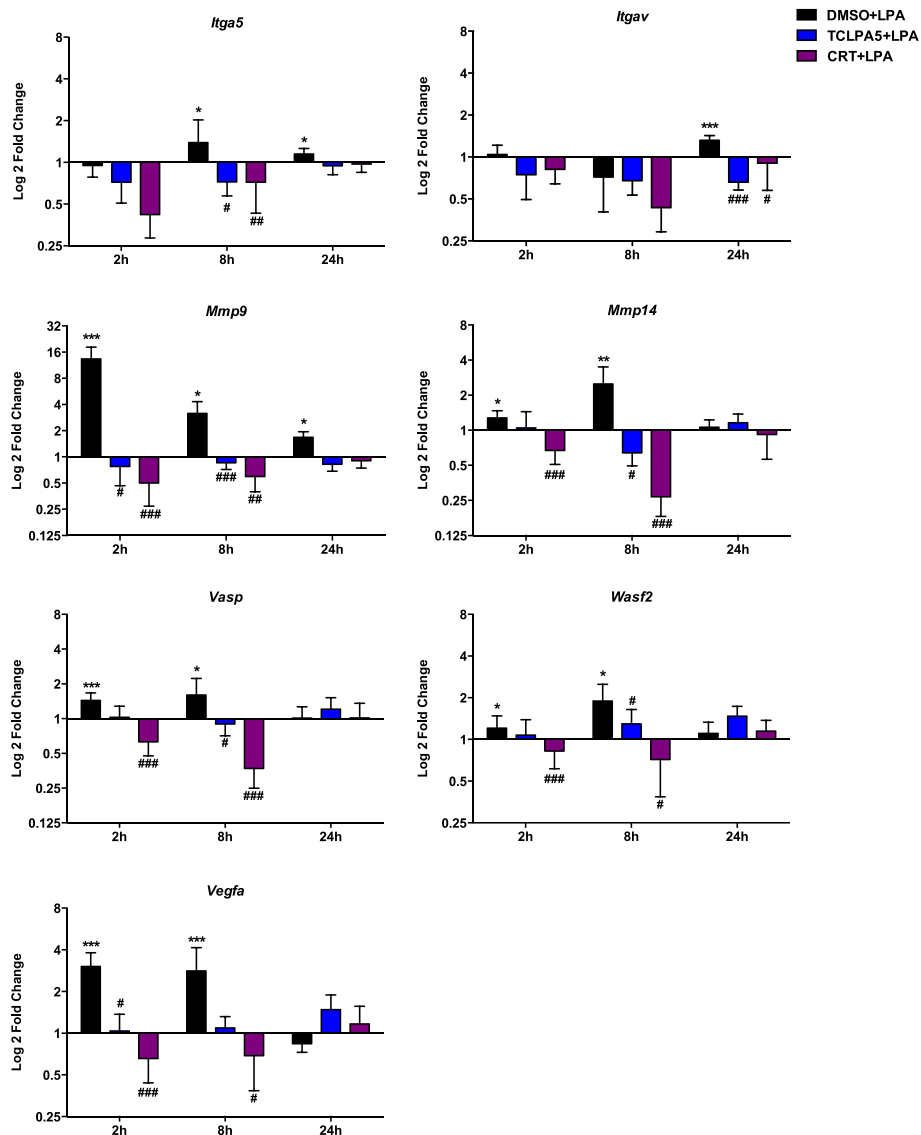 DMSO+LPA
TCLPA5+LPA
CRT+LPA
Itga5
Log 2 Fold Change
8
4
2
1
0.5
0.25
* * # ##
2h 8h 24h
Itgav
Log 2 Fold Change
8
4
2
1
0.5
0.25
*** ### #
2h 8h 24h
Mmp9
Log 2 Fold Change
32
16
8
4
2
1
0.5
0.25
0.125
*** * * # ### ### ##
2h 8h 24h
Mmp14
Log 2 Fold Change
8
4
2
1
0.5
0.25
0.125
* ** ### # ###
2h 8h 24h
Vasp
Log 2 Fold Change
8
4
2
1
0.5
0.25
0.125
*** * ### # ###
2h 8h 24h
Wasf2
Log 2 Fold Change
8
4
2
1
0.5
0.25
* * # ### #
2h 8h 24h
Vegfa
Log 2 Fold Change
8
4
2
1
0.5
0.25
*** *** # ### #
2h 8h 24h